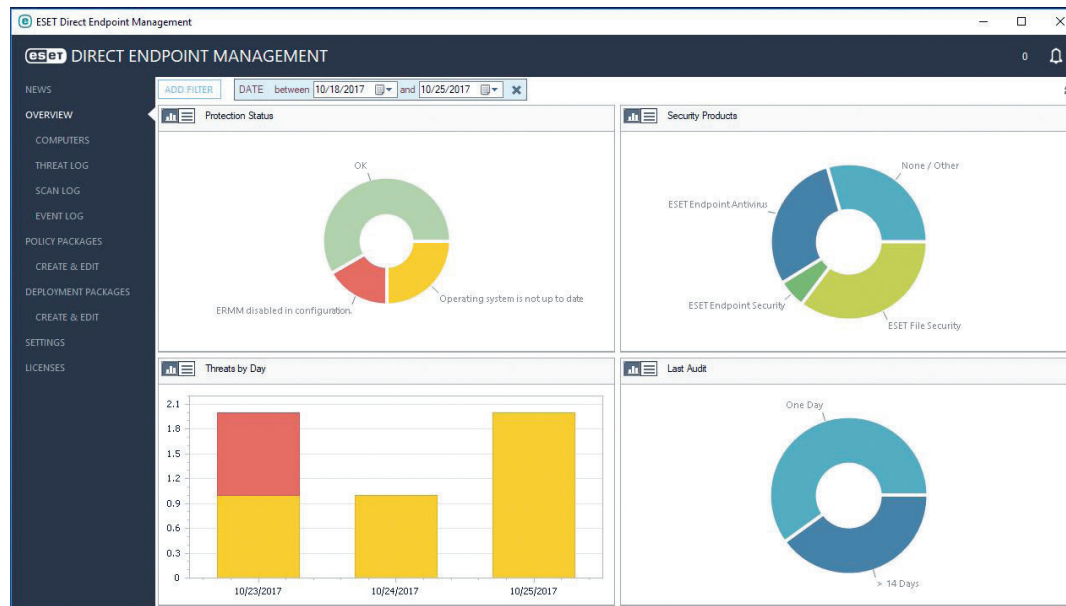 ESET Direct Endpoint Management
eset DIRECT ENDPOINT MANAGEMENT
0
NEWS
OVERVIEW
COMPUTERS
THREAT LOG
SCAN LOG
EVENT LOG
POLICY PACKAGES
CREATE & EDIT
DEPLOYMENT PACKAGES
CREATE & EDIT
SETTINGS
LICENSES
ADD FILTER
DATE between 10/18/2017 and 10/25/2017
Protection Status
OK
ERMM disabled in configuration.
Operating system is not up to date
Security Products
None / Other
ESET Endpoint Antivirus
ESET Endpoint Security
ESET File Security
Threats by Day
2.1
1.8
1.5
1.2
0.9
0.6
0.3
0
10/23/2017 10/24/2017 10/25/2017
Last Audit
One Day
> 14 Days